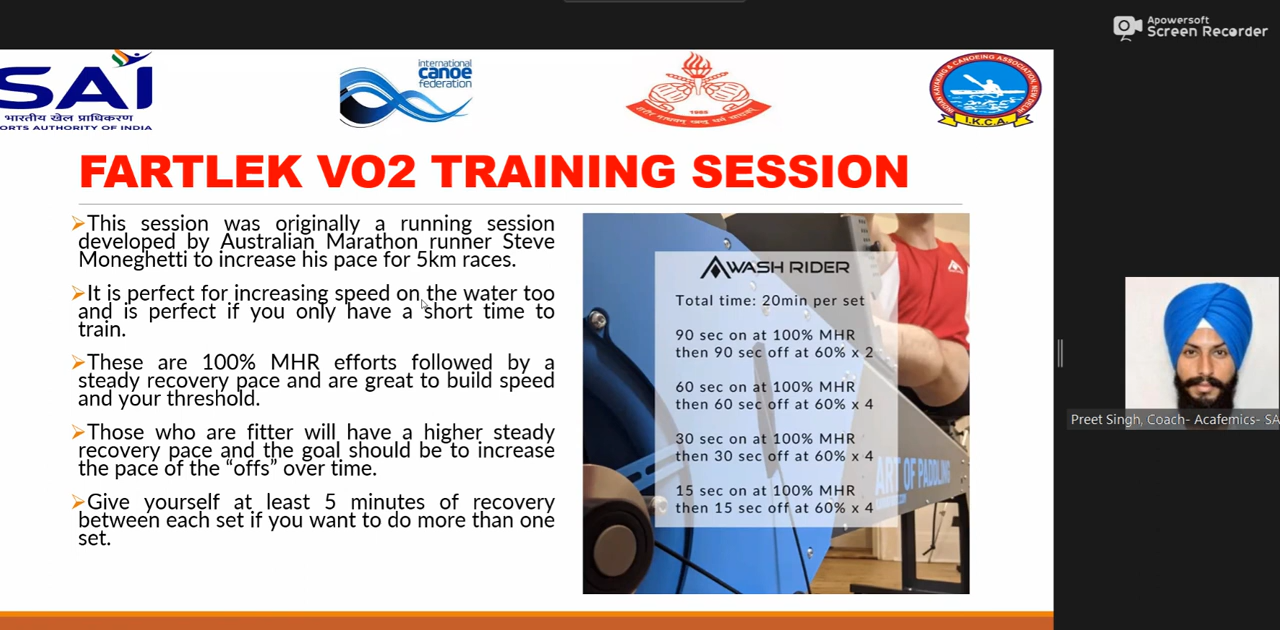 Apowersoft
Screen Recorder
SAI
भारतीय खेल प्राधिकरण
ORTS AUTHORITY OF INDIA
international
canoe
federation
1985
INDIAN KAYAKING & CANOEING ASSOCIATION, NEW DELHI
I.K.C.A.
FARTLEK VO2 TRAINING SESSION
➢This session was originally a running session
developed by Australian Marathon runner Steve
Moneghetti to increase his pace for 5km races.
➢It is perfect for increasing speed on the water too
and is perfect if you only have a short time to
train.
➢These are 100% MHR efforts followed by a
steady recovery pace and are great to build speed
and your threshold.
➢Those who are fitter will have a higher steady
recovery pace and the goal should be to increase
the pace of the “offs” over time.
➢Give yourself at least 5 minutes of recovery
between each set if you want to do more than one
set.
WASH RIDER
Total time: 20min per set
90 sec on at 100% MHR
then 90 sec off at 60% x 2
60 sec on at 100% MHR
then 60 sec off at 60% x 4
30 sec on at 100% MHR
then 30 sec off at 60% x 4
15 sec on at 100% MHR
then 15 sec off at 60% x 4
ART OF PADDLING
Preet Singh, Coach- Acafemics- SA